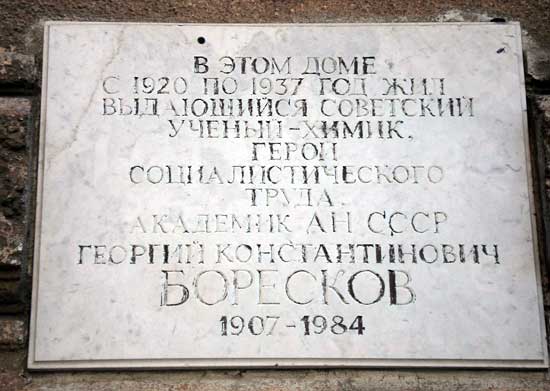 В ЭТОМ ДОМЕ
С 1920 ПО 1937 ГОД ЖИЛ
ВЫДАЮЩИЙСЯ СОВЕТСКИЙ
УЧЕНЫЙ-ХИМИК.
ГЕРОЙ
СОЦИАЛИСТИЧЕСКОГО
ТРУДА.
АКАДЕМИК АН СССР
ГЕОРГИЙ КОНСТАНТИНОВИЧ
БОРЕСКОВ
1907-1984